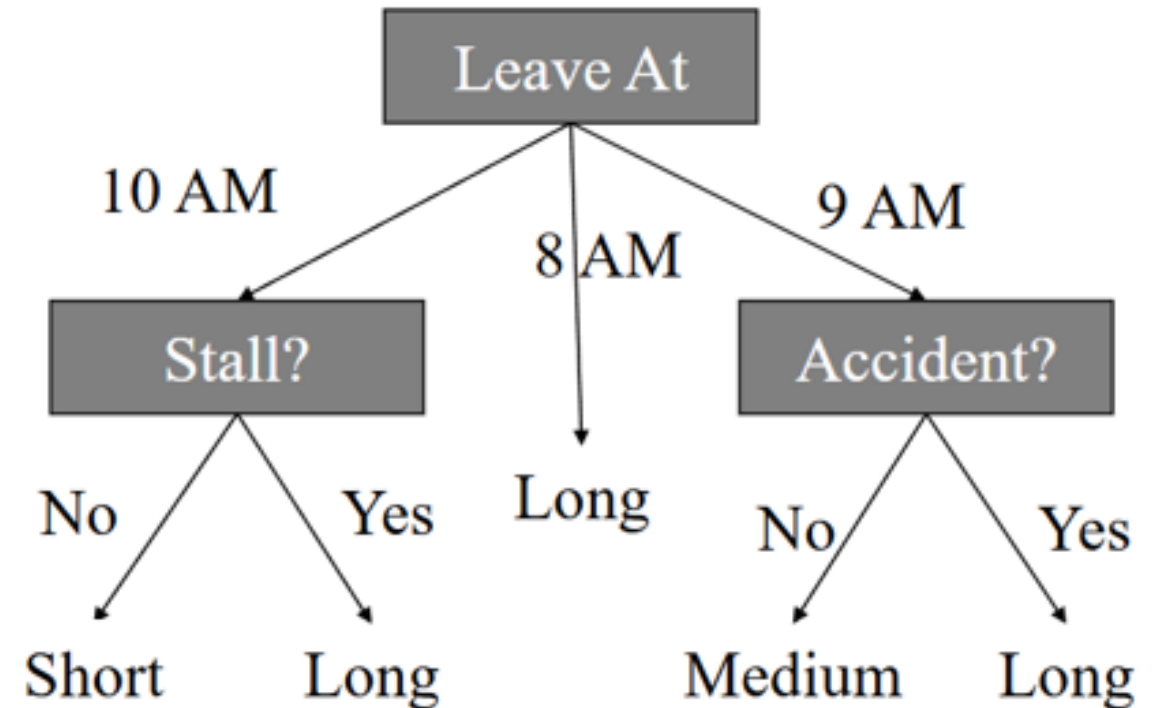 Leave At
10 AM
8 AM
9 AM
Stall?
Accident?
No
Yes
Long
No
Yes
Short
Long
Medium
Long